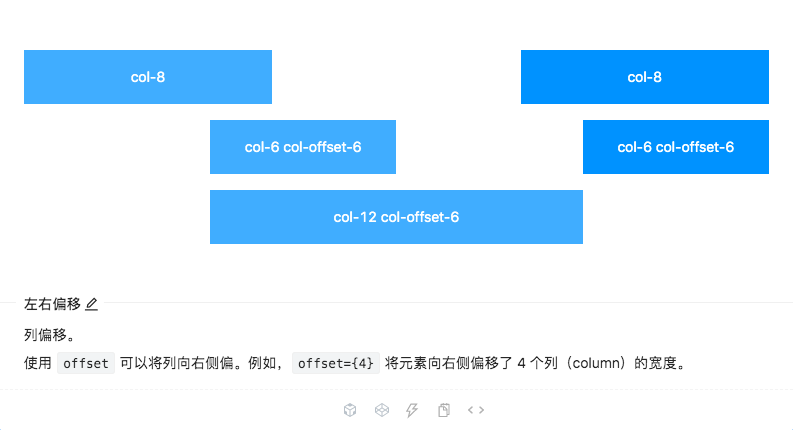 col-8 col-8
col-6 col-offset-6 col-6 col-offset-6
col-12 col-offset-6
左右偏移
列偏移。
使用 offset 可以将列向右侧偏。例如，offset={4} 将元素向右侧偏移了 4 个列（column）的宽度。